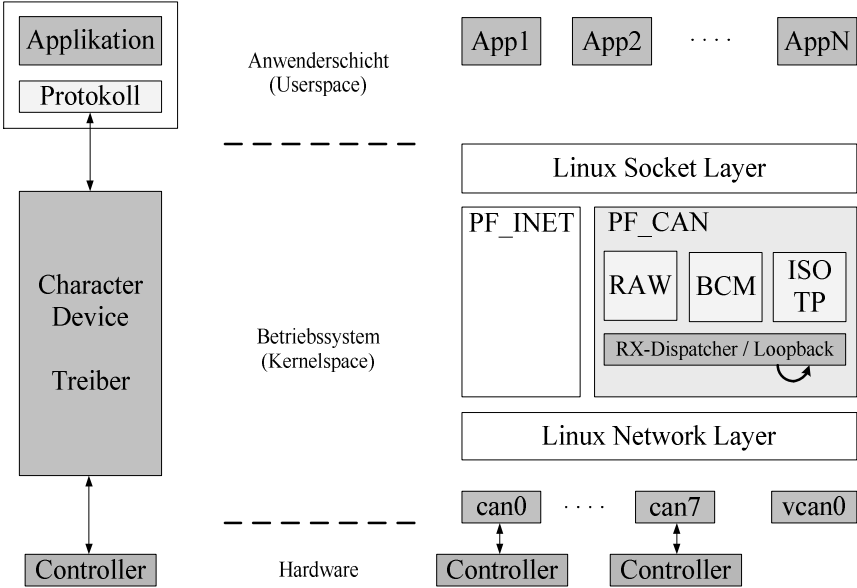 Applikation
Protokoll
Character
Device
Treiber
Controller
Anwenderschicht
(Userspace)
Betriebssystem
(Kernelspace)
Hardware
App1 App2 . . . . AppN
Linux Socket Layer
PF_INET PF_CAN
RAW BCM ISO
TP
RX-Dispatcher / Loopback
Linux Network Layer
can0 . . . . can7 vcan0
Controller Controller